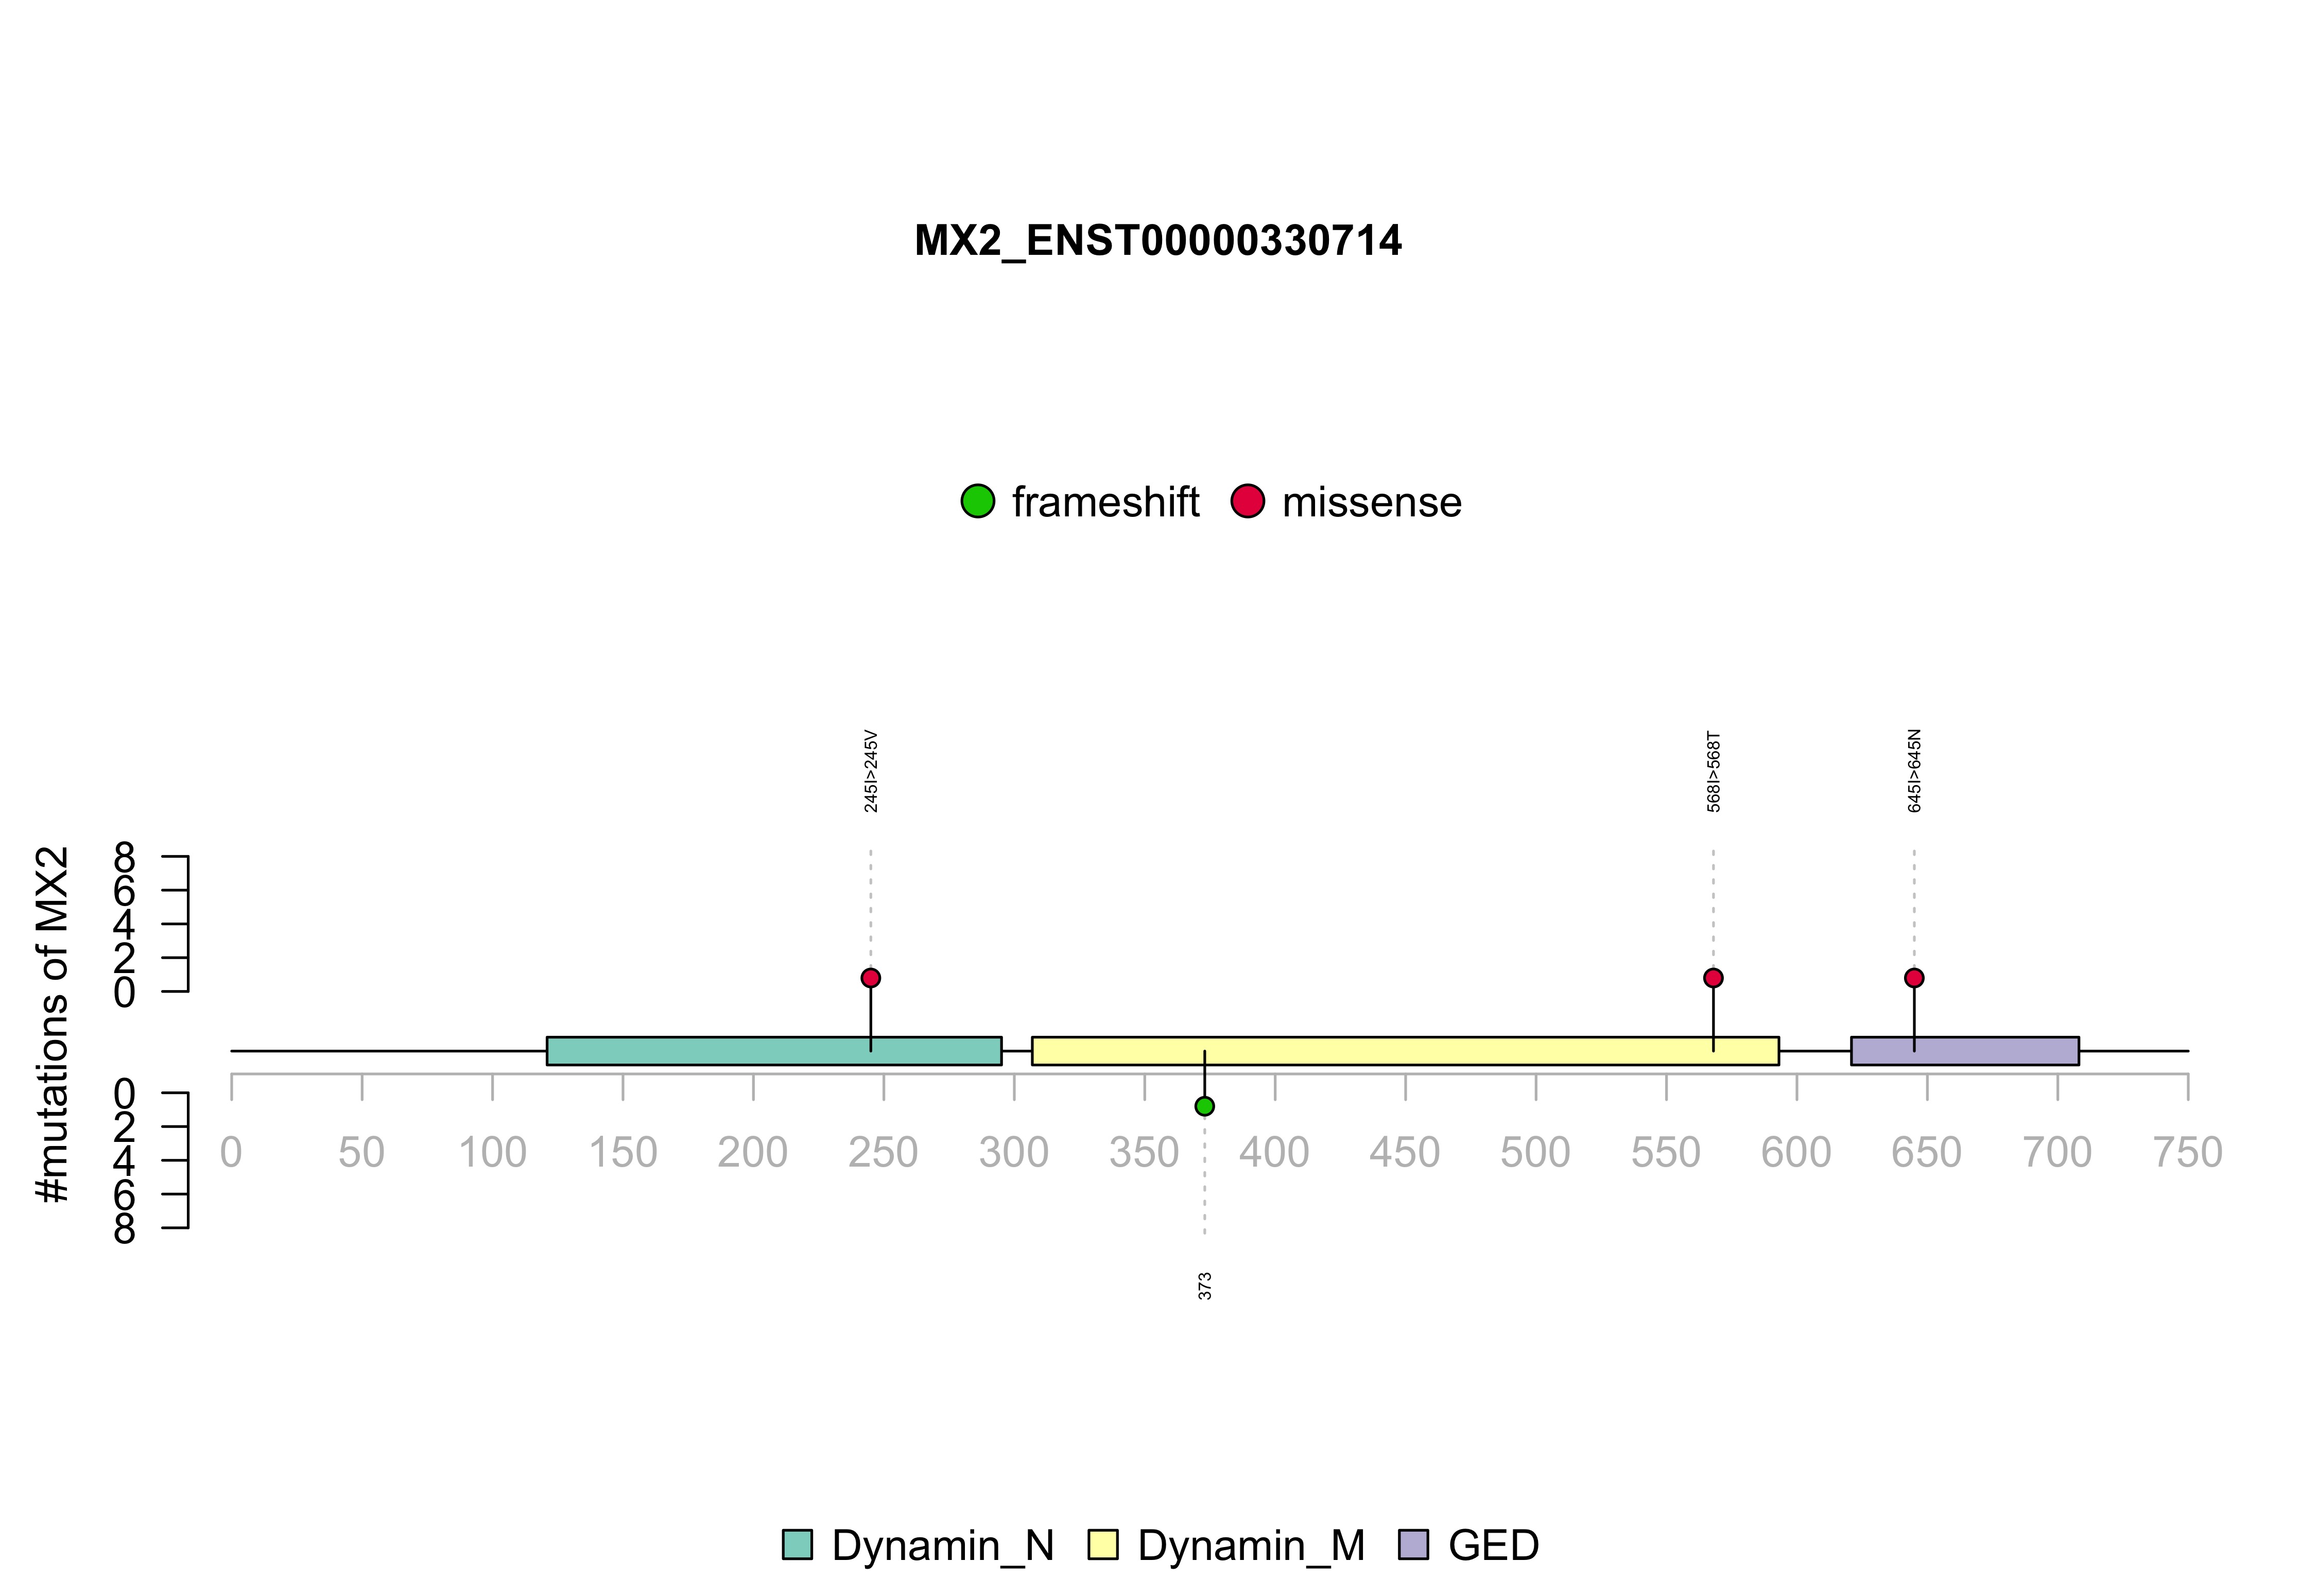 MX2_ENST00000330714
frameshift missense
245I>245V
568I>568T
645I>645N
#mutations of MX2
8
6
4
2
0
0
2
4
6
8
0 50 100 150 200 250 300 350 400 450 500 550 600 650 700 750
373
Dynamin_N Dynamin_M GED